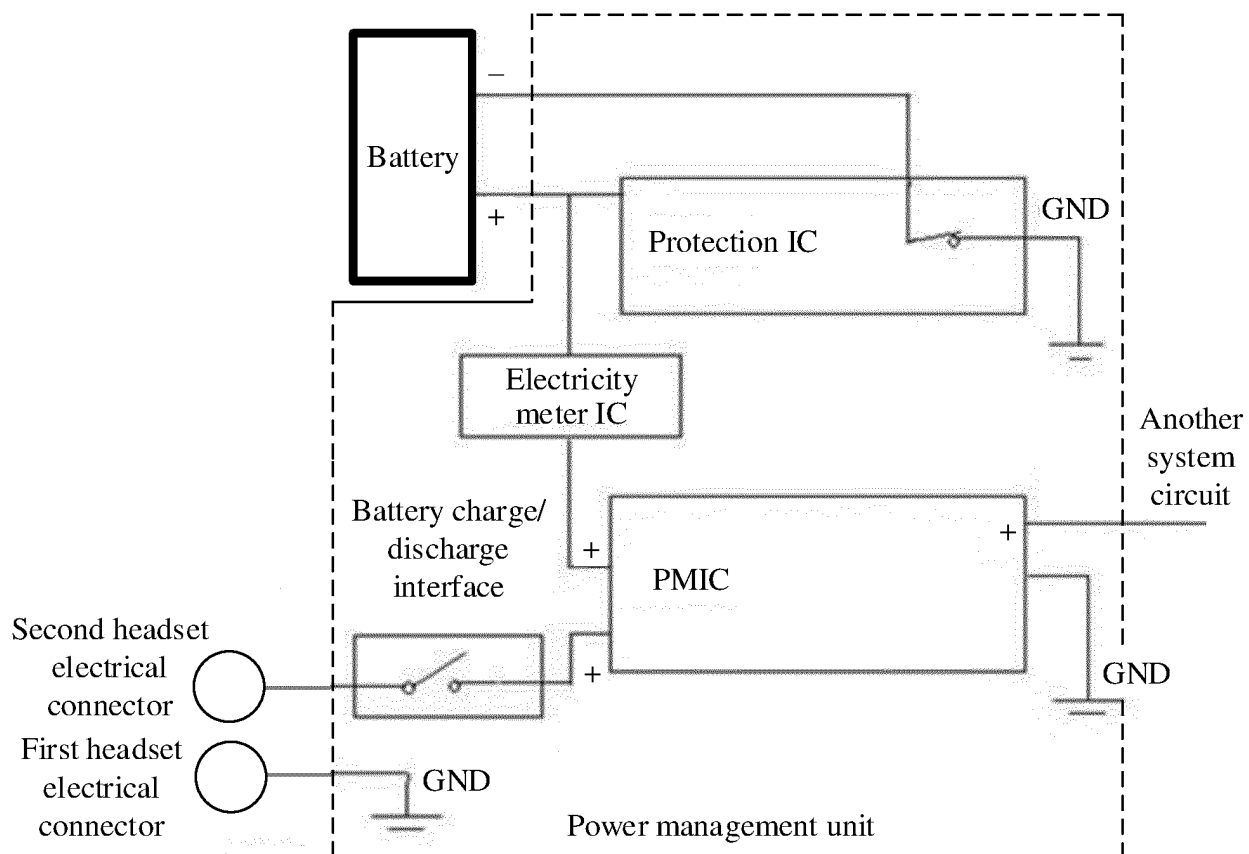 −
Battery
+
GND
Protection IC
Electricity
meter IC
Another
system
circuit
Battery charge/
discharge
interface
+
+
PMIC
Second headset
electrical
connector
+
GND
First headset
electrical
connector
GND
Power management unit